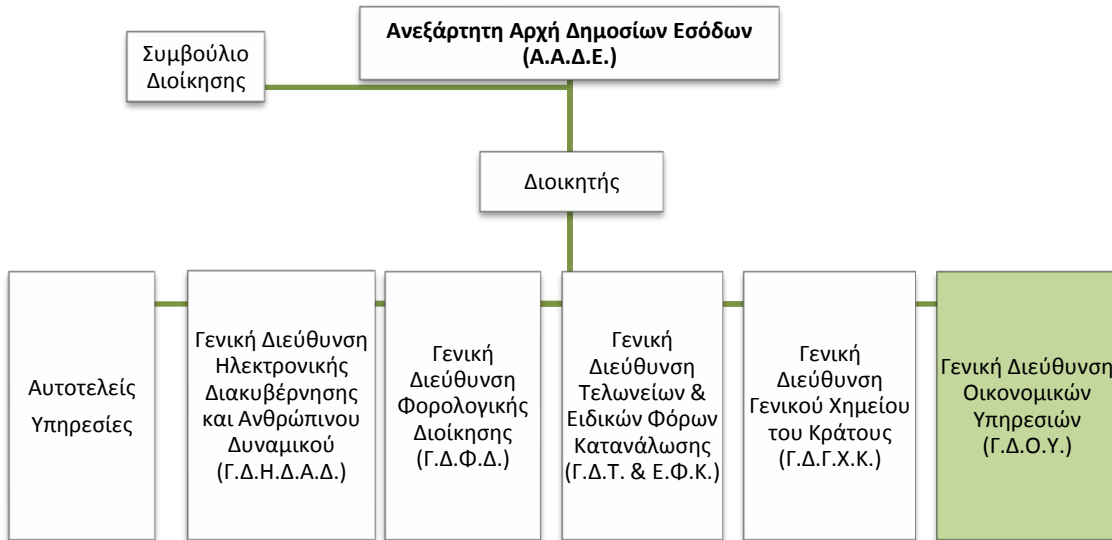 Ανεξάρτητη Αρχή Δημοσίων Εσόδων
(Α.Α.Δ.Ε.)
Συμβούλιο
Διοίκησης
Διοικητής
Αυτοτελείς
Υπηρεσίες
Γενική Διεύθυνση
Ηλεκτρονικής
Διακυβέρνησης
και Ανθρώπινου
Δυναμικού
(Γ.Δ.Η.Δ.Α.Δ.)
Γενική
Διεύθυνση
Φορολογικής
Διοίκησης
(Γ.Δ.Φ.Δ.)
Γενική
Διεύθυνση
Τελωνείων &
Ειδικών Φόρων
Κατανάλωσης
(Γ.Δ.Τ. & Ε.Φ.Κ.)
Γενική
Διεύθυνση
Γενικού Χημείου
του Κράτους
(Γ.Δ.Γ.Χ.Κ.)
Γενική Διεύθυνση
Οικονομικών
Υπηρεσιών
(Γ.Δ.Ο.Υ.)